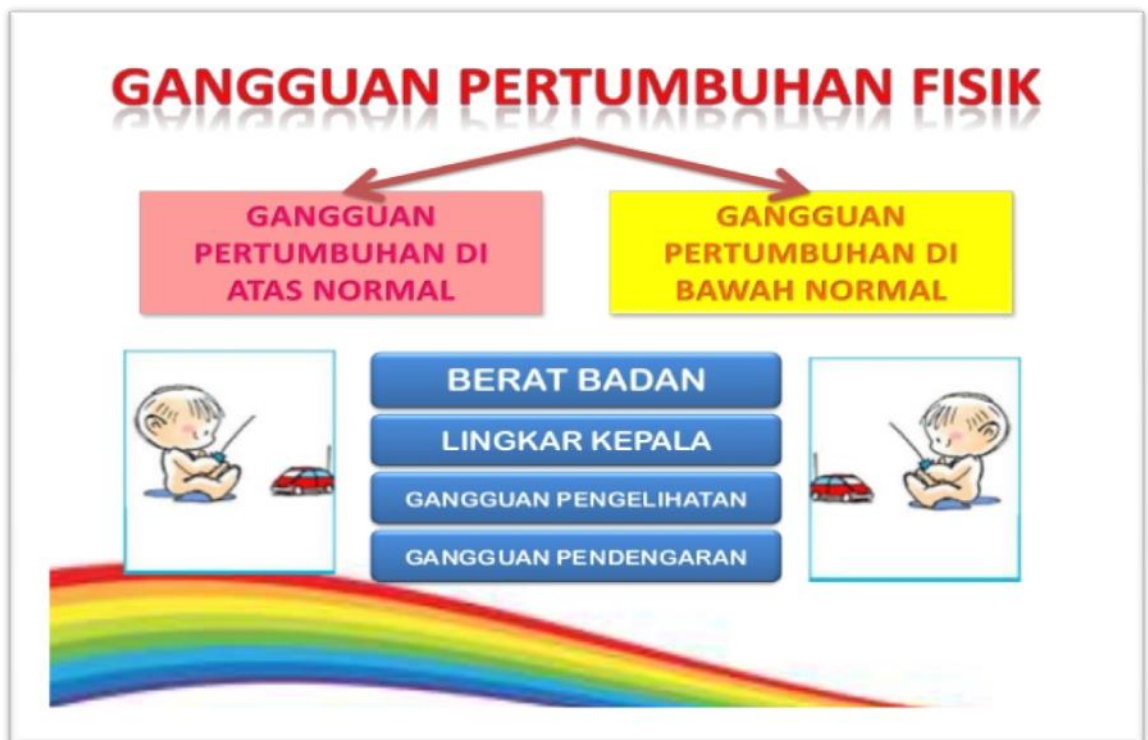 GANGGUAN PERTUMBUHAN FISIK
GANGGUAN
PERTUMBUHAN DI
ATAS NORMAL
GANGGUAN
PERTUMBUHAN DI
BAWAH NORMAL
BERAT BADAN
LINGKAR KEPALA
GANGGUAN PENGELIHATAN
GANGGUAN PENDENGARAN